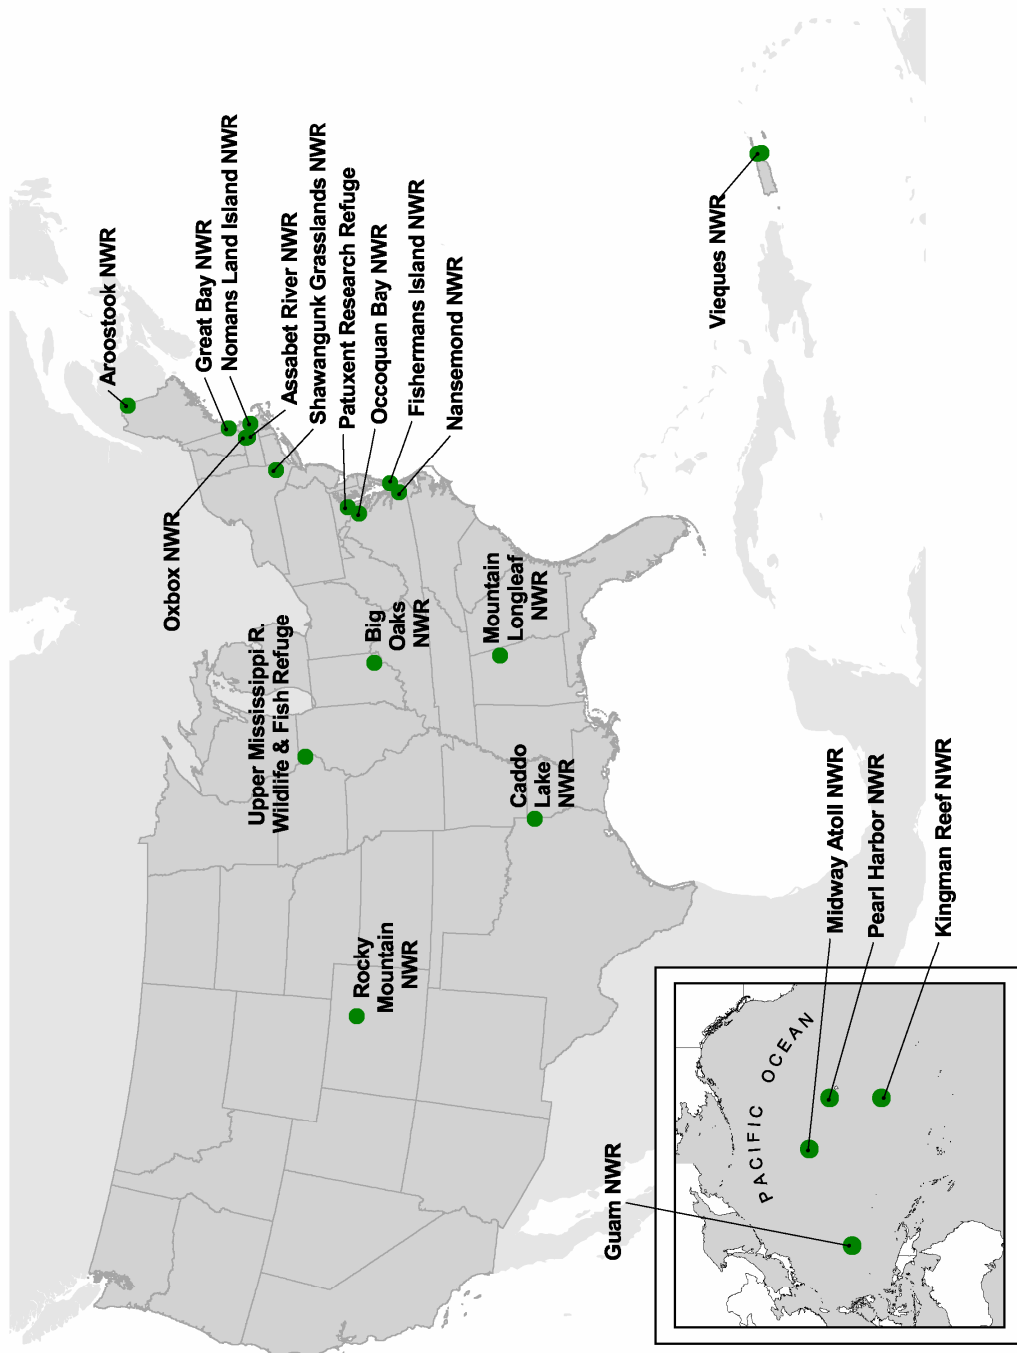 Aroostook NWR
Great Bay NWR
Nomans Land Island NWR
Assabet River NWR
Shawangunk Grasslands NWR
Patuxent Research Refuge
Occoquan Bay NWR
Fishermans Island NWR
Nansemond NWR
Vieques NWR
Oxbox NWR
Upper Mississippi R.
Wildlife & Fish Refuge
Big
Oaks
NWR
Mountain
Longleaf
NWR
Caddo
Lake
NWR
Rocky
Mountain
NWR
Midway Atoll NWR
Pearl Harbor NWR
Kingman Reef NWR
Guam NWR
PACIFIC OCEAN